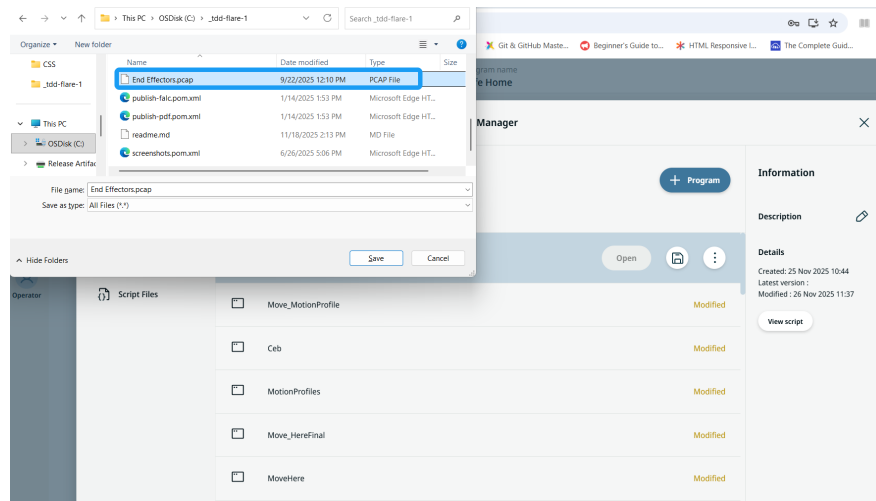 This PC > OSDisk (C:) > _tdd-flare-1
Search _tdd-flare-1
Organize
New folder
Name
Date modified
Type
Size
CSS
_tdd-flare-1
This PC
OSDisk (C:)
Release Artifac
End Effectors.pcap 9/22/2025 12:10 PM PCAP File
publish-falc.pom.xml 1/14/2025 1:53 PM Microsoft Edge HT...
publish-pdf.pom.xml 1/14/2025 1:53 PM Microsoft Edge HT...
readme.md 11/18/2025 2:13 PM MD File
screenshots.pom.xml 6/26/2025 5:06 PM Microsoft Edge HT...
File name: End Effectors.pcap
Save as type: All Files (*.*)
Hide Folders
Save
Cancel
Git & GitHub Maste...
Beginner's Guide to...
HTML Responsive I...
The Complete Guid...
gram name
e Home
Manager
+ Program
Open
Operator
Script Files
Move_MotionProfile Modified
Ceb Modified
MotionProfiles Modified
Move_HereFinal Modified
MoveHere Modified
Information
Description
Details
Created: 25 Nov 2025 10:44
Latest version :
Modified : 26 Nov 2025 11:37
View script